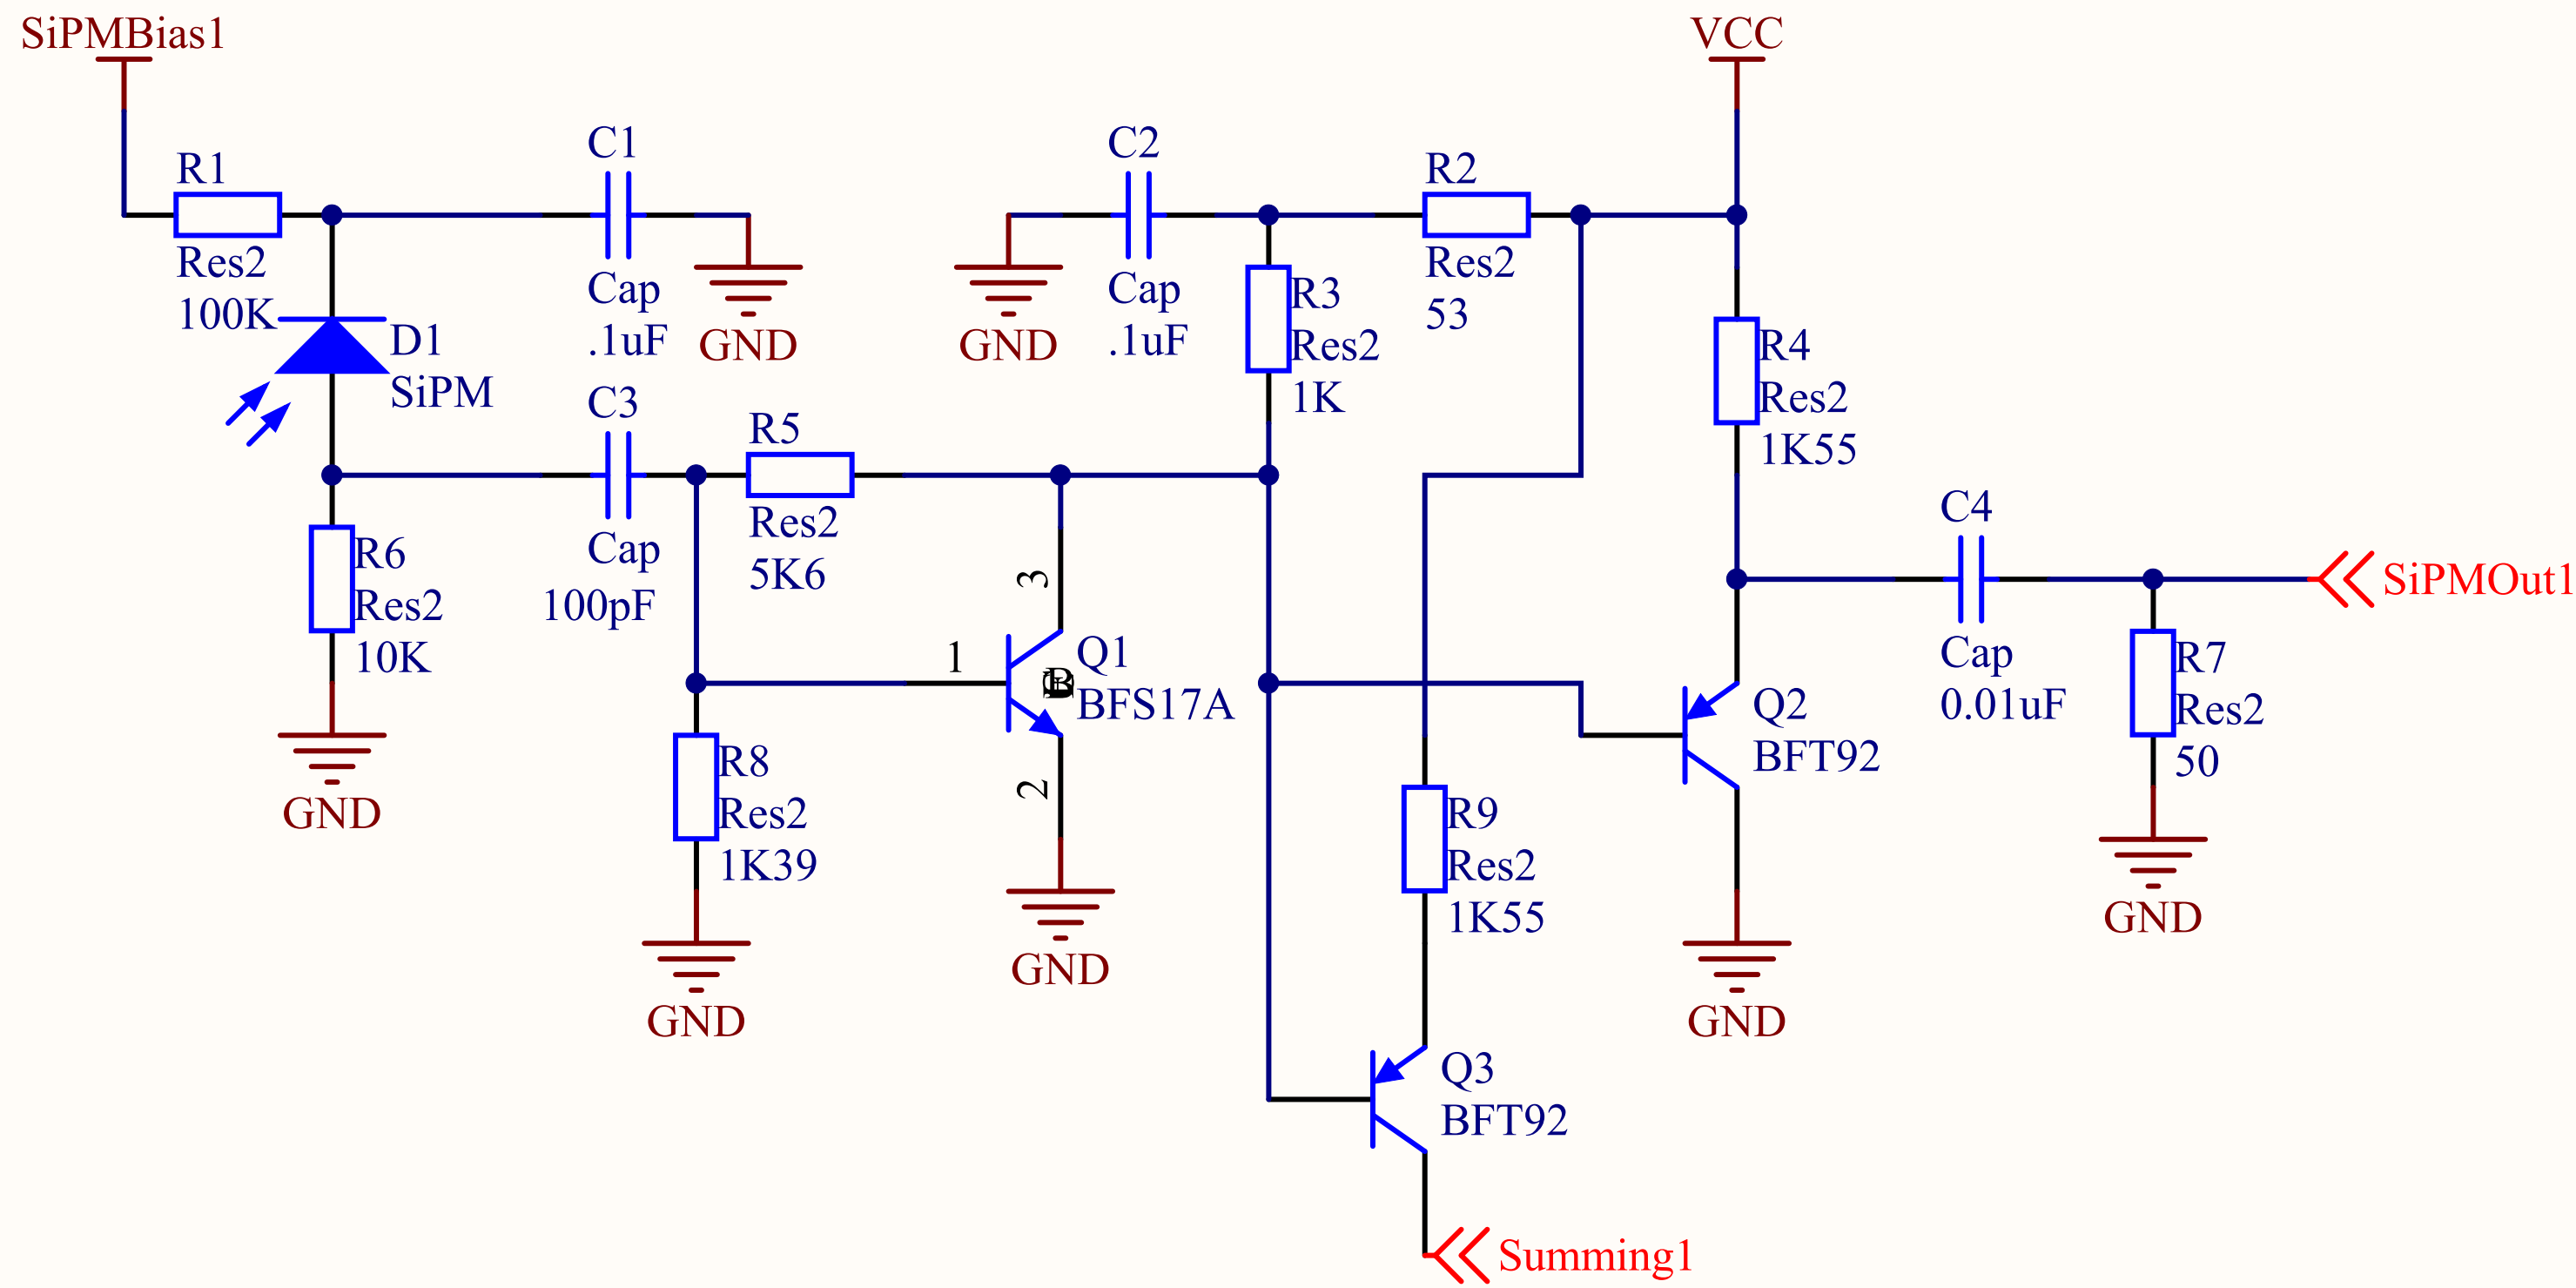 SiPMBias1
VCC
C1
C2
R1
R2
Res2
100K
Cap
.1uF
GND
Cap
.1uF
GND
R3
Res2
1K
Res2
53
R4
Res2
1K55
D1
SiPM
C3
R5
Cap
100pF
Res2
5K6
C4
SiPMOut1
R6
Res2
10K
3
1
Q1
BFS17A
Q2
BFT92
Cap
0.01uF
R7
Res2
50
R8
Res2
1K39
2
R9
Res2
1K55
GND
GND
GND
GND
GND
Q3
BFT92
Summing1